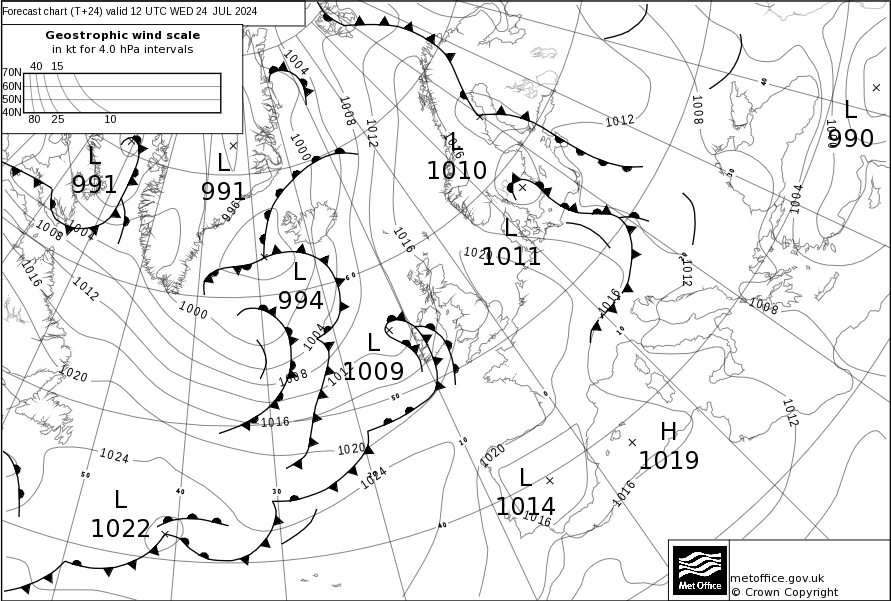 Forecast chart (T+24) valid 12 UTC WED 24 JUL 2024
Geostrophic wind scale
in kt for 4.0 hPa intervals
40 15
70N
60N
50N
40N
80 25 10
1004
1008
1012
1000
1012
1008
L
990
1004
L
991
L
991
996
L
1010
1016
L
1011
1020
1012
1008
1004
1008
1016
1012
1000
L
994
60
1004
1016
1008
10
L
1009
1012
1008
1020
1016
50
0
1012
1020
1024
1024
1020
10
H
1019
1016
L
1014
1016
50
40
30
40
L
1022
40
30
20
Met Office
metoffice.gov.uk
© Crown Copyright